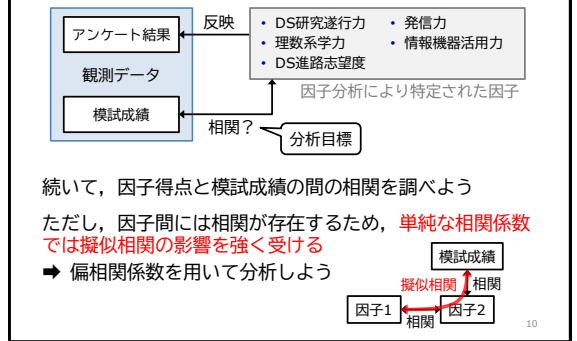 アンケート結果
反映
• DS研究遂行力
• 発信力
• 理数系学力
• 情報機器活用力
• DS進路志望度
観測データ
因子分析により特定された因子
模試成績
相関？
分析目標
続いて，因子得点と模試成績の間の相関を調べよう
ただし，因子間には相関が存在するため，単純な相関係数
では擬似相関の影響を強く受ける
➡ 偏相関係数を用いて分析しよう
模試成績
擬似相関
相関
因子1
因子2
相関
10